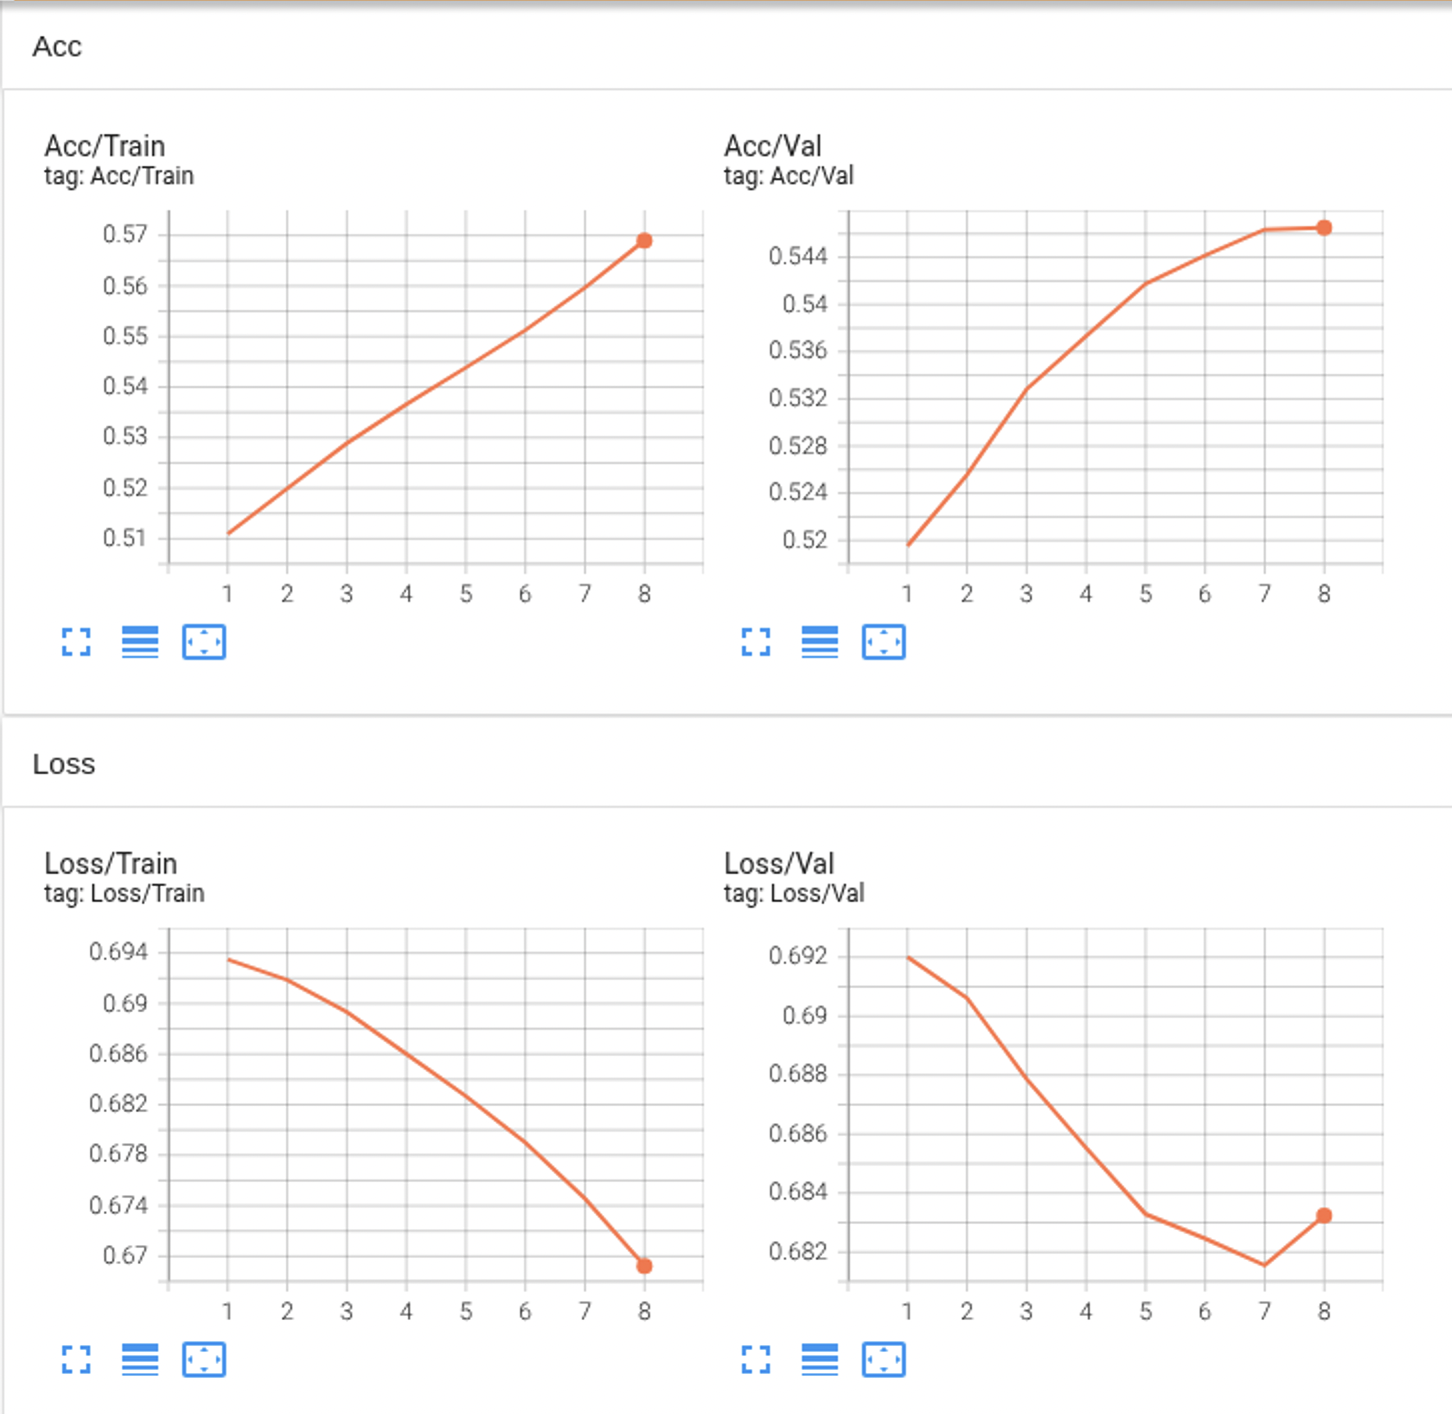 Acc
Acc/Train
tag: Acc/Train
0.57
0.56
0.55
0.54
0.53
0.52
0.51
1 2 3 4 5 6 7 8
Acc/Val
tag: Acc/Val
0.544
0.54
0.536
0.532
0.528
0.524
0.52
1 2 3 4 5 6 7 8
Loss
Loss/Train
tag: Loss/Train
0.694
0.69
0.686
0.682
0.678
0.674
0.67
1 2 3 4 5 6 7 8
Loss/Val
tag: Loss/Val
0.692
0.69
0.688
0.686
0.684
0.682
1 2 3 4 5 6 7 8